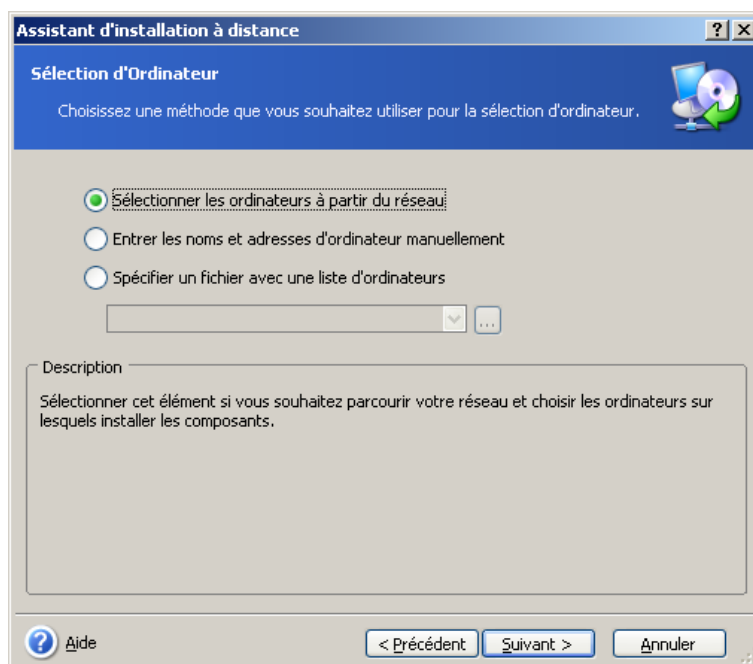 Assistant d'installation à distance
Sélection d'Ordinateur
Choisissez une méthode que vous souhaitez utiliser pour la sélection d'ordinateur.
Sélectionner les ordinateurs à partir du réseau
Entrer les noms et adresses d'ordinateur manuellement
Spécifier un fichier avec une liste d'ordinateurs
...
Description
Sélectionner cet élément si vous souhaitez parcourir votre réseau et choisir les ordinateurs sur
lesquels installer les composants.
Aide
< Précédent
Suivant >
Annuler